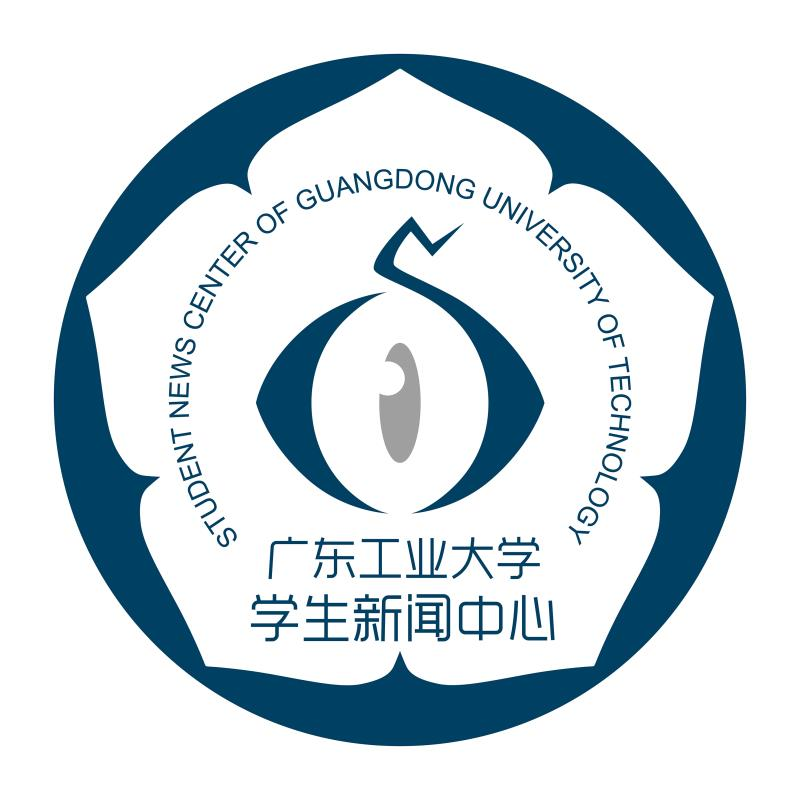 STUDENT NEWS CENTER OF GUANGDONG UNIVERSITY OF TECHNOLOGY
广东工业大学
学生新闻中心